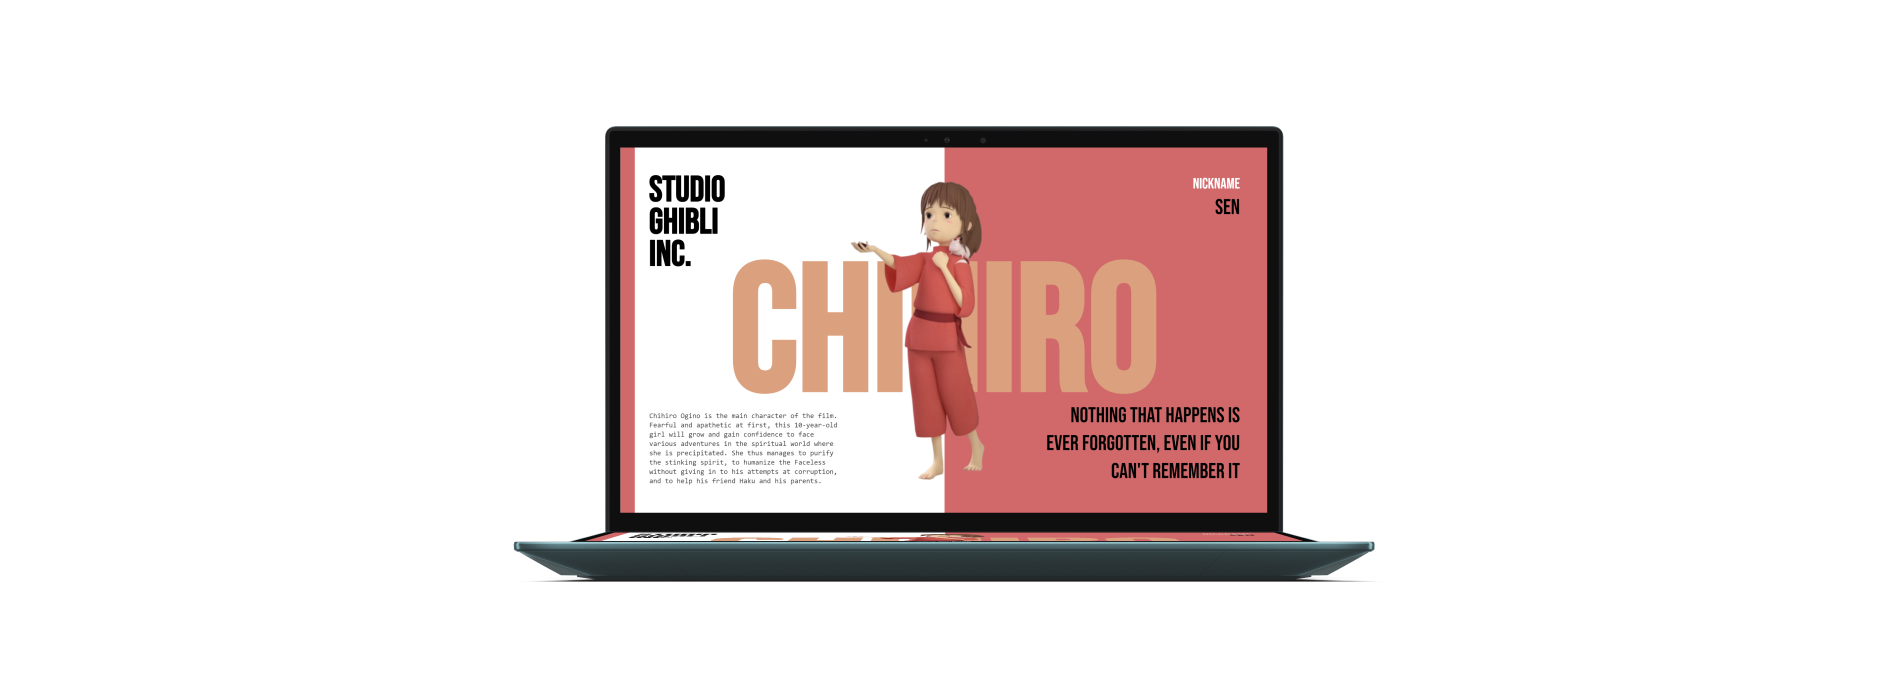 STUDIO
GHIBLI
INC.
NICKNAME
SEN
CHIHIRO
Chihiro Ogino is the main character of the film.
Fearful and apathetic at first, this 10-year-old
girl will grow and gain confidence to face
various adventures in the spiritual world where
she is precipitated. She thus manages to purify
the stinking spirit, to humanize the Faceless
without giving in to his attempts at corruption,
and to help his friend Haku and his parents.
NOTHING THAT HAPPENS IS
EVER FORGOTTEN, EVEN IF YOU
CAN'T REMEMBER IT